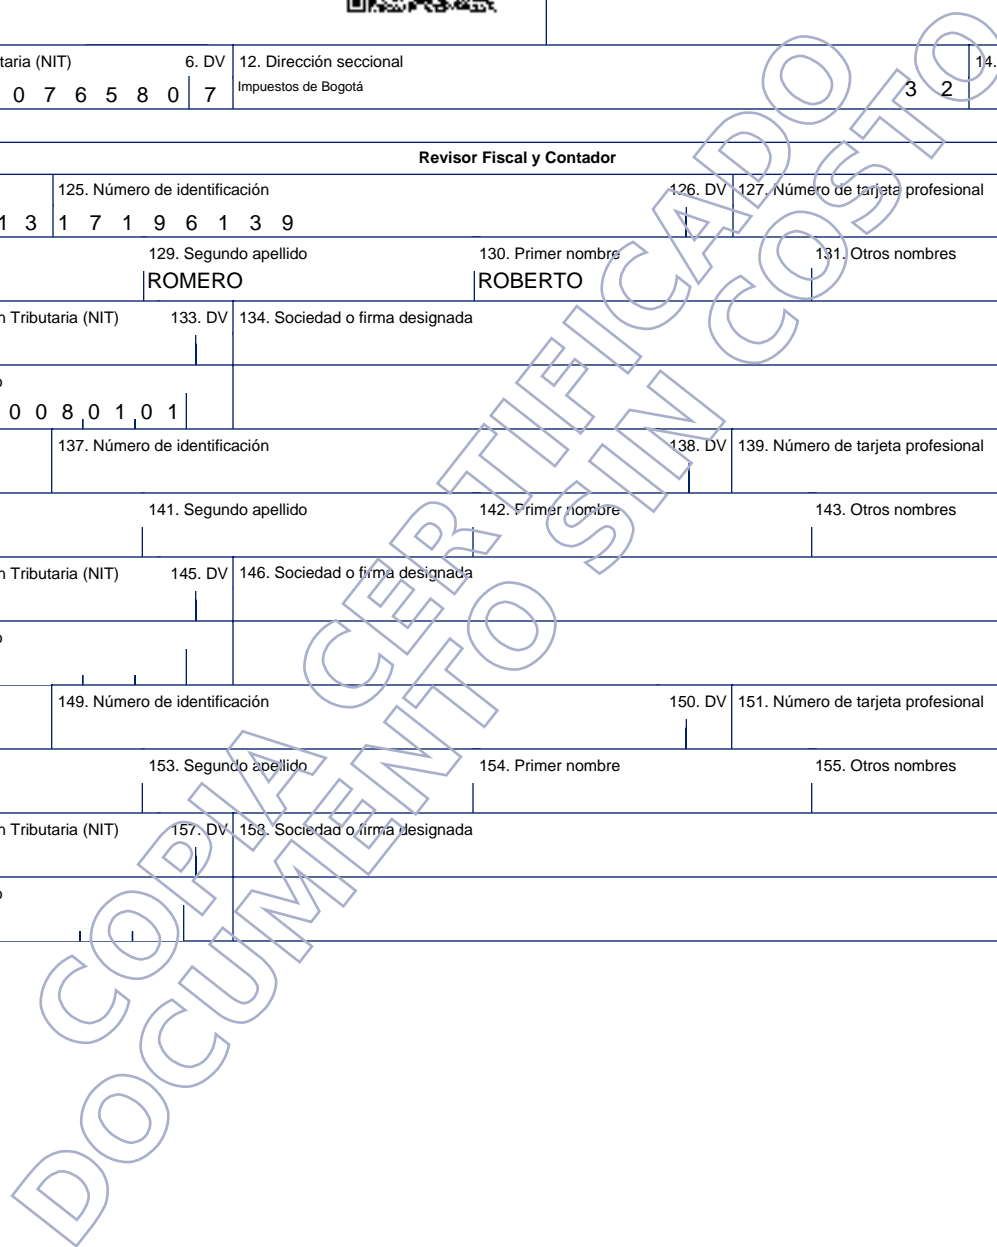 taria (NIT) 6. DV 12. Dirección seccional 14.
0 7 6 5 8 0 7 Impuestos de Bogotá 3 2
Revisor Fiscal y Contador
125. Número de identificación 126. DV 127. Número de tarjeta profesional
1 3 1 7 1 9 6 1 3 9
129. Segundo apellido 130. Primer nombre 131. Otros nombres
ROMERO ROBERTO
n Tributaria (NIT) 133. DV 134. Sociedad o firma designada
o
0 0 8 0 1 0 1
137. Número de identificación 138. DV 139. Número de tarjeta profesional
141. Segundo apellido 142. Primer nombre 143. Otros nombres
n Tributaria (NIT) 145. DV 146. Sociedad o firma designada
o
149. Número de identificación 150. DV 151. Número de tarjeta profesional
153. Segundo apellido 154. Primer nombre 155. Otros nombres
n Tributaria (NIT) 157. DV 158. Sociedad o firma designada
o
COPIA CERTIFICADO
DOCUMENTO SIN COSTO